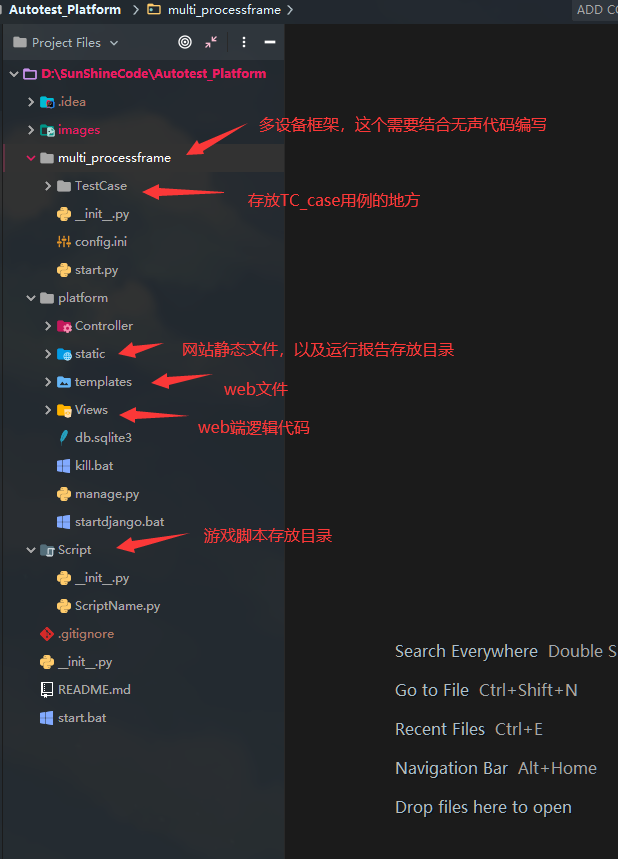 Autotest_Platform
multi_processframe
ADD CO
Project Files
D:\SunShineCode\Autotest_Platform
.idea
images
多设备框架，这个需要结合无声代码编写
multi_processframe
TestCase
存放TC_case用例的地方
__init__.py
config.ini
start.py
platform
Controller
static
网站静态文件，以及运行报告存放目录
templates
web文件
Views
web端逻辑代码
db.sqlite3
kill.bat
manage.py
startdjango.bat
Script
游戏脚本存放目录
__init__.py
ScriptName.py
.gitignore
__init__.py
README.md
start.bat
Search Everywhere Double S
Go to File Ctrl+Shift+N
Recent Files Ctrl+E
Navigation Bar Alt+Home
Drop files here to open